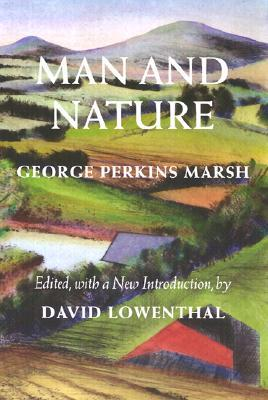 MAN AND
NATURE
GEORGE PERKINS MARSH
Edited, with a New Introduction, by
DAVID LOWENTHAL